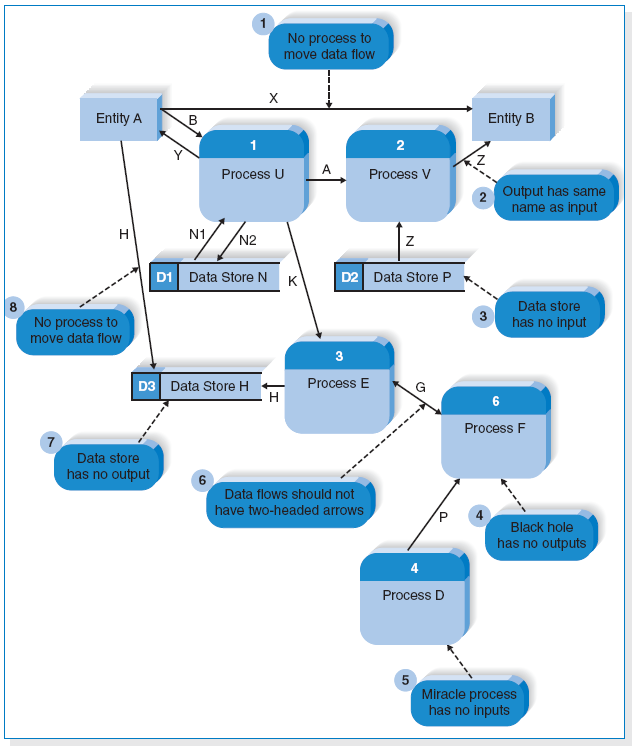 1
No process to
move data flow
X
Entity A
Entity B
B
Y
1
Process U
A
2
Process V
Z
2
Output has same
name as input
H
N1
N2
Z
D1 Data Store N
K
D2 Data Store P
3
Data store
has no input
8
No process to
move data flow
3
Process E
D3 Data Store H
H
G
6
Process F
7
Data store
has no output
6
Data flows should not
have two-headed arrows
P
4
Black hole
has no outputs
4
Process D
5
Miracle process
has no inputs